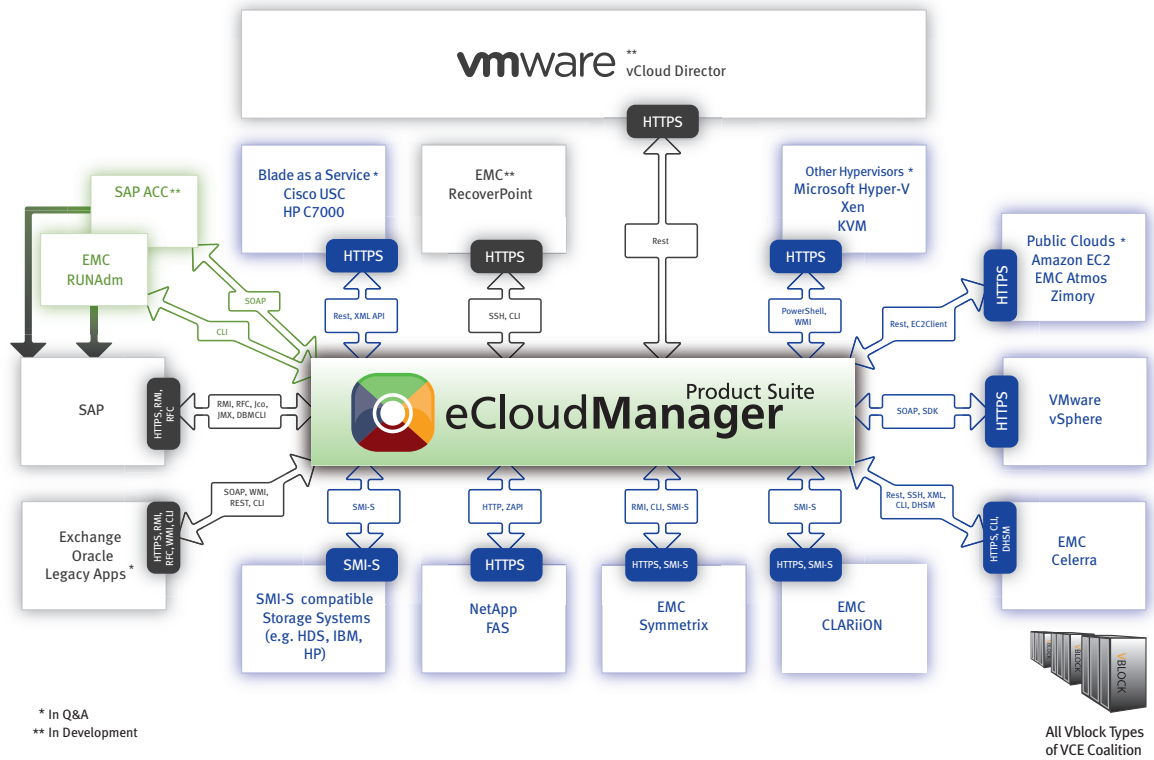 vmware ** vCloud Director
HTTPS
Rest
Blade as a Service *
Cisco USC
HP C7000
HTTPS
Rest, XML API
EMC**
RecoverPoint
HTTPS
SSH, CLI
Other Hypervisors *
Microsoft Hyper-V
Xen
KVM
HTTPS
PowerShell,
WMI
Public Clouds *
Amazon EC2
EMC Atmos
Zimory
HTTPS
Rest, EC2Client
SAP ACC**
SOAP
EMC
RUNAdm
CLI
SAP
HTTPS,RMI,
RFC
RMI, RFC, Jco,
JMX, DBMCLI
Product Suite
eCloudManager
SOAP, SDK
HTTPS
VMware
vSphere
Exchange
Oracle
Legacy Apps *
HTTPS,RMI,
RFC, WMI,CLI
SOAP, WMI,
REST, CLI
SMI-S
SMI-S
SMI-S compatible
Storage Systems
(e.g. HDS, IBM,
HP)
HTTP, ZAPI
HTTPS
NetApp
FAS
RMI, CLI, SMI-S
HTTPS, SMI-S
EMC
Symmetrix
SMI-S
HTTPS, SMI-S
EMC
CLARiiON
Rest, SSH, XML,
CLI, DHSM
HTTPS, CLI,
DHSM
EMC
Celerra
VBLOCK
VBLOCK
VBLOCK
All Vblock Types
of VCE Coalition
* In Q&A
** In Development